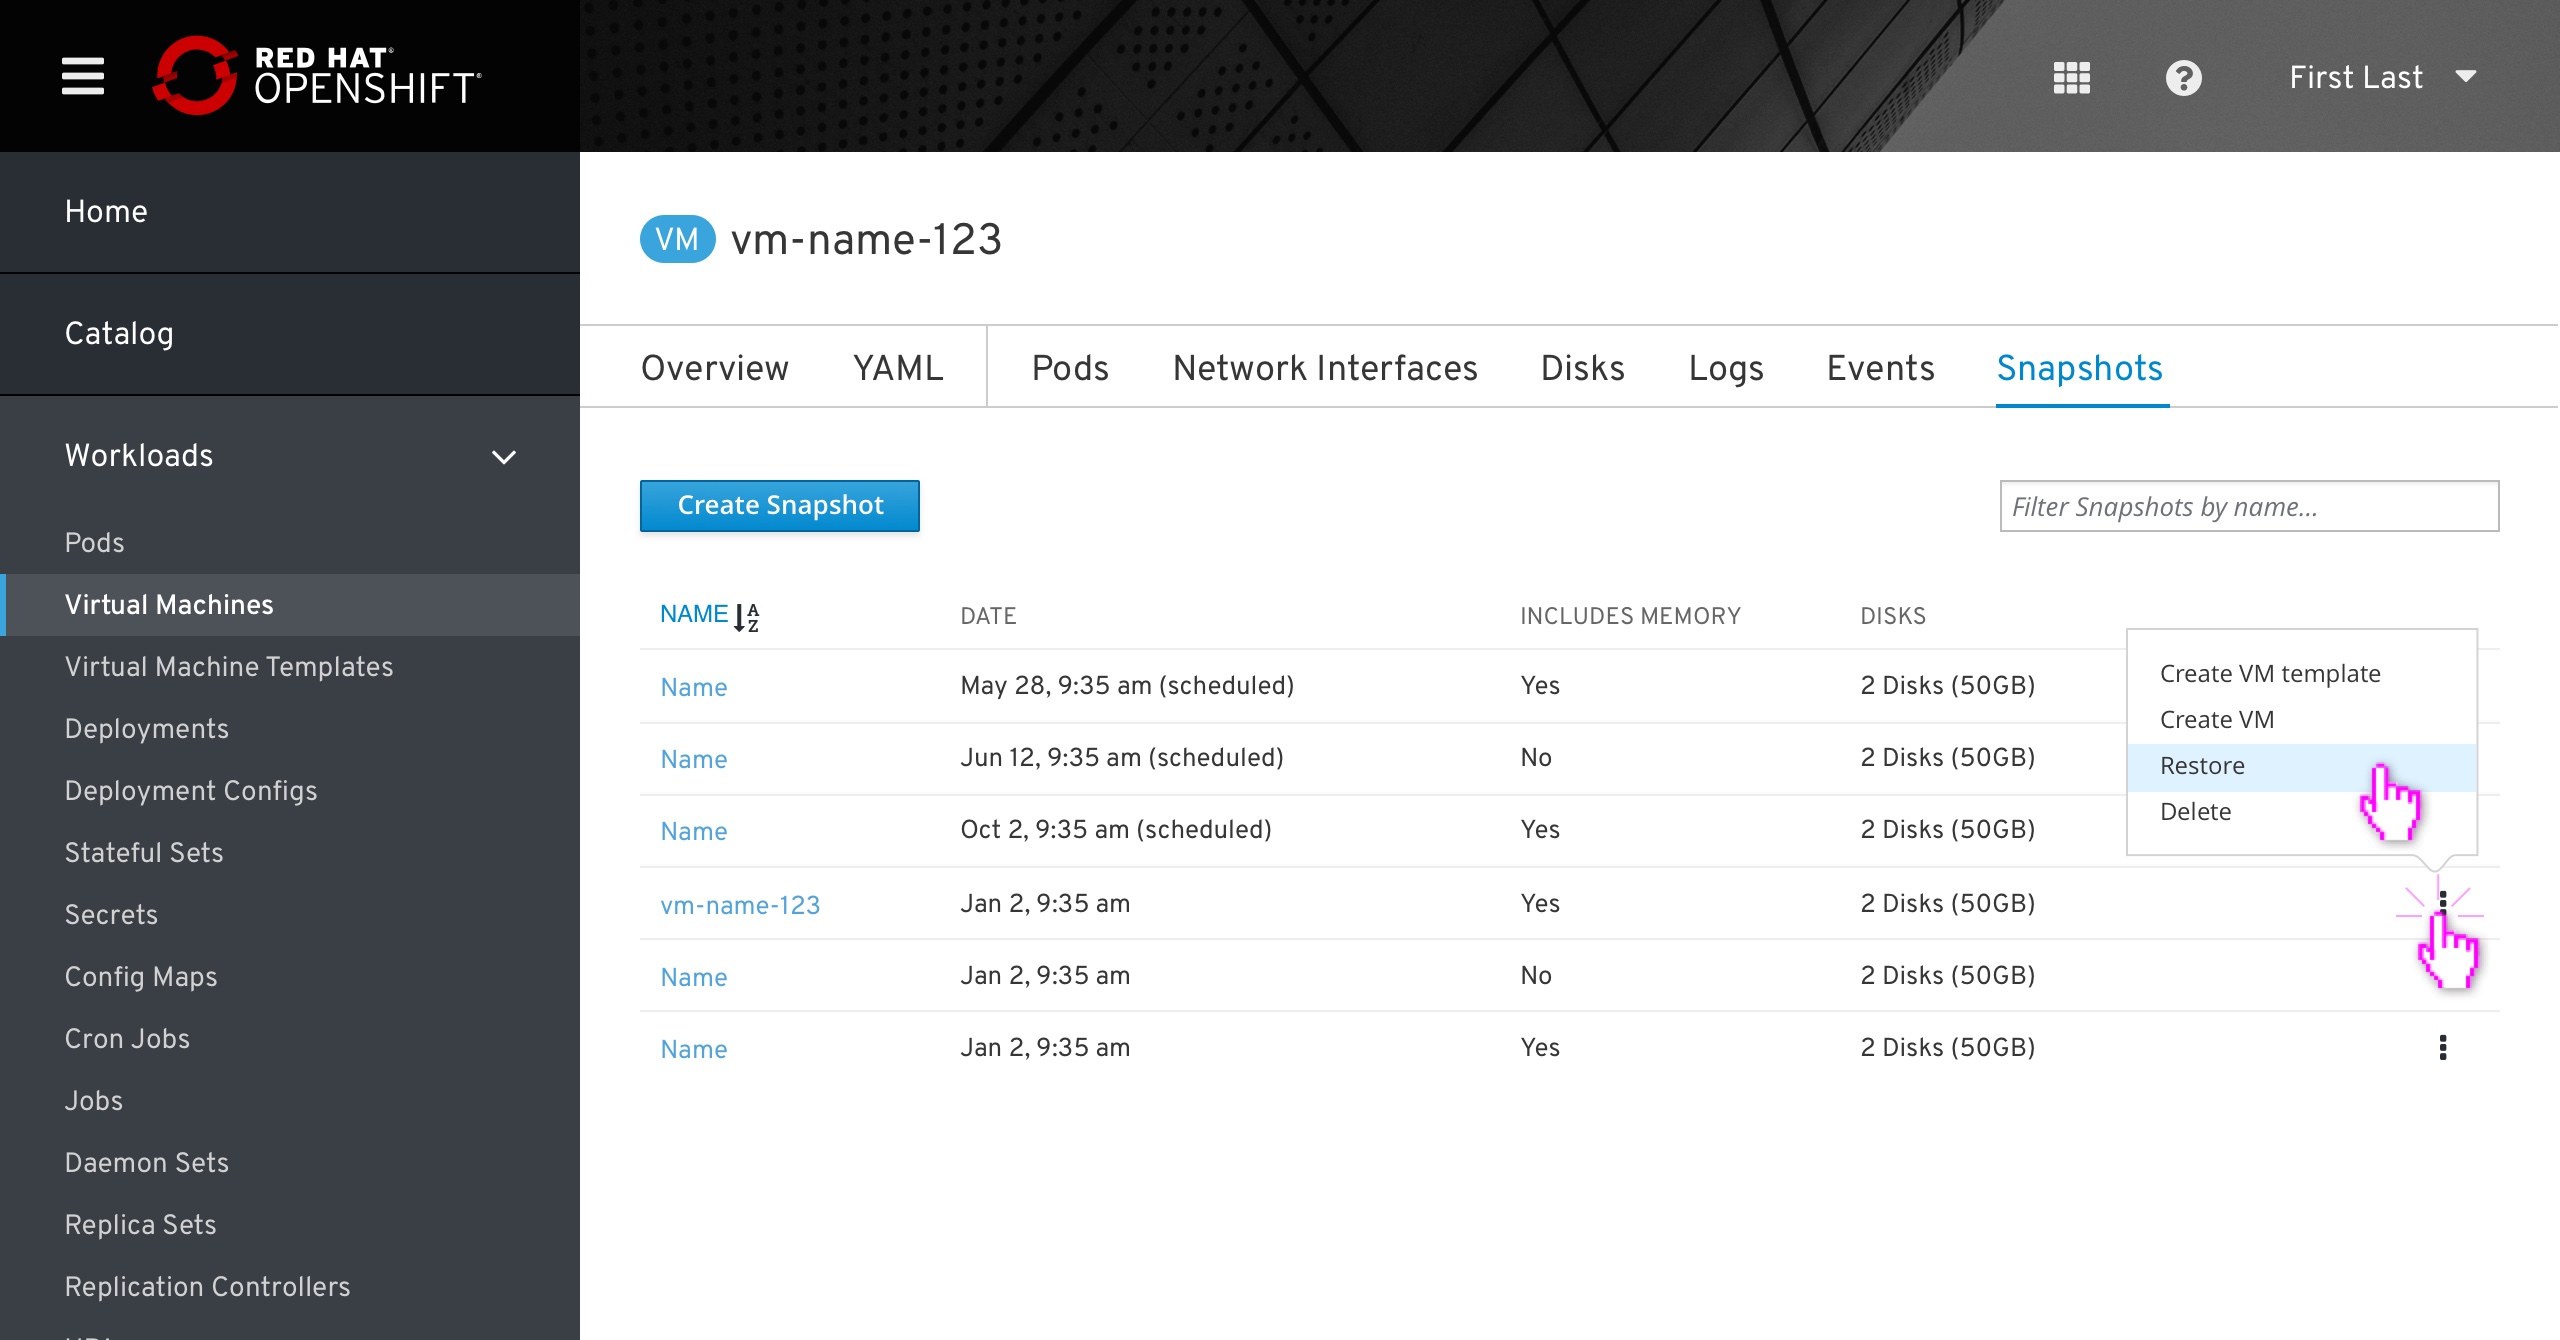 RED HAT®
OPENSHIFT®
First Last
Home
Catalog
Workloads
Pods
Virtual Machines
Virtual Machine Templates
Deployments
Deployment Configs
Stateful Sets
Secrets
Config Maps
Cron Jobs
Jobs
Daemon Sets
Replica Sets
Replication Controllers
VM vm-name-123
Overview YAML Pods Network Interfaces Disks Logs Events Snapshots
Create Snapshot
Filter Snapshots by name...
NAME AZ DATE INCLUDES MEMORY DISKS
Name May 28, 9:35 am (scheduled) Yes 2 Disks (50GB)
Name Jun 12, 9:35 am (scheduled) No 2 Disks (50GB)
Name Oct 2, 9:35 am (scheduled) Yes 2 Disks (50GB)
vm-name-123 Jan 2, 9:35 am Yes 2 Disks (50GB)
Name Jan 2, 9:35 am No 2 Disks (50GB)
Name Jan 2, 9:35 am Yes 2 Disks (50GB)
Create VM template
Create VM
Restore
Delete